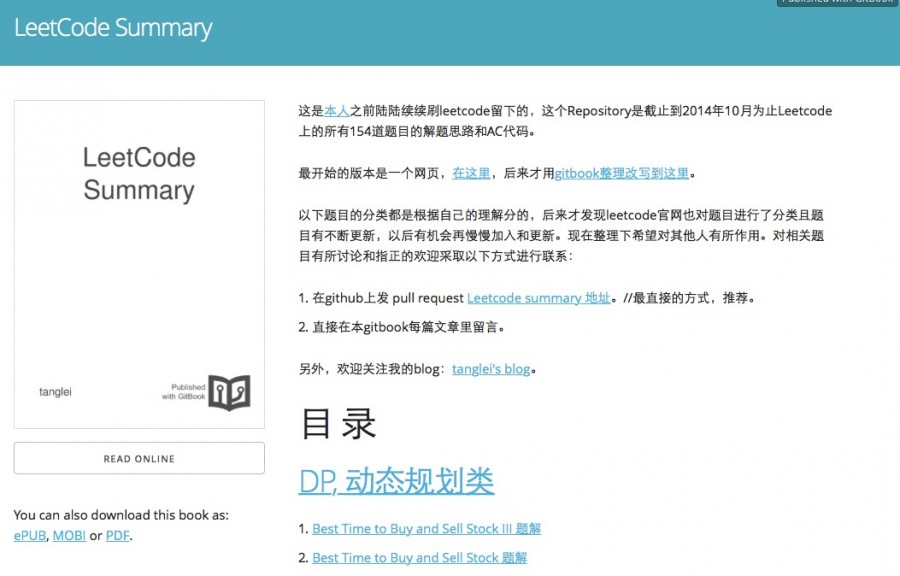 Published with GitBook
LeetCode Summary
LeetCode
Summary
tanglei
Published
with GitBook
READ ONLINE
You can also download this book as:
ePUB, MOBI or PDF.
这是本人之前陆陆续续刷leetcode留下的，这个Repository是截止到2014年10月为止Leetcode
上的所有154道题目的解题思路和AC代码。
最开始的版本是一个网页，在这里，后来才用gitbook整理改写到这里。
以下题目的分类都是根据自己的理解分的，后来才发现leetcode官网也对题目进行了分类且题
目有不断更新，以后有机会再慢慢加入和更新。现在整理下希望对其他人有所作用。对相关题
目有所讨论和指正的欢迎采取以下方式进行联系：
1. 在github上发 pull request Leetcode summary 地址。//最直接的方式，推荐。
2. 直接在本gitbook每篇文章里留言。
另外，欢迎关注我的blog：tanglei's blog。
目录
DP, 动态规划类
1. Best Time to Buy and Sell Stock III 题解
2. Best Time to Buy and Sell Stock 题解